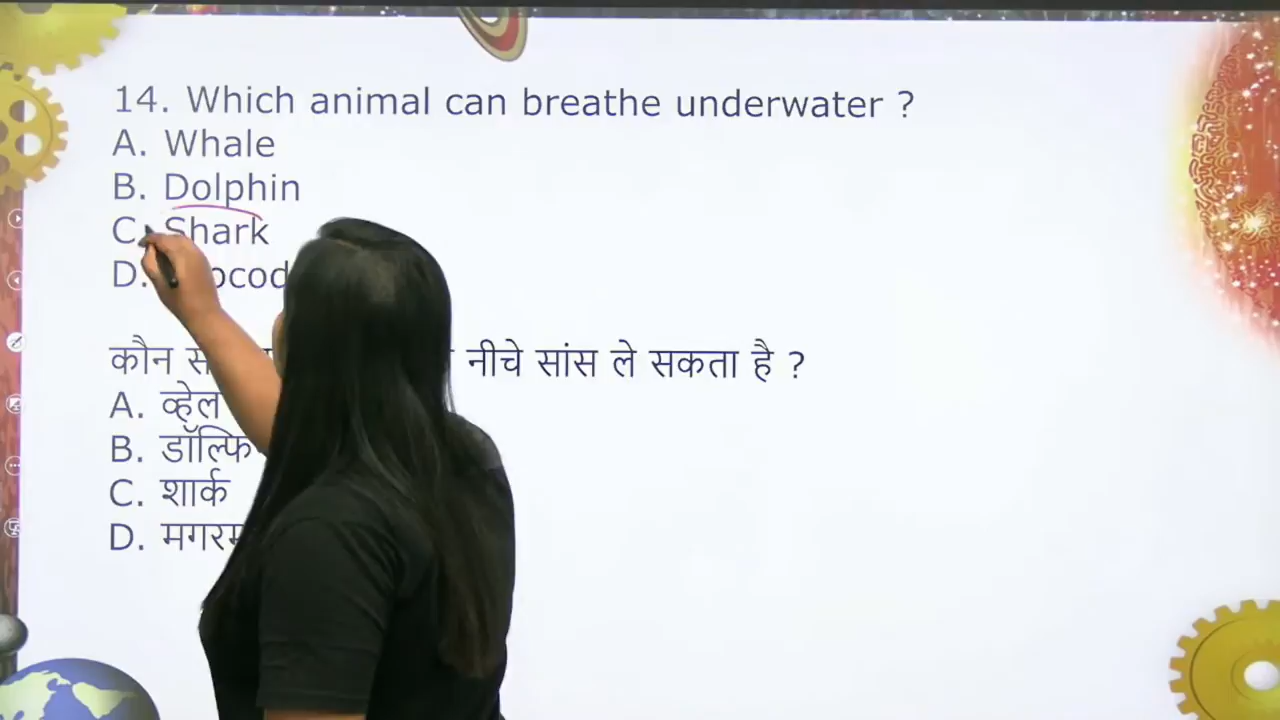 14. Which animal can breathe underwater ?
A. Whale
B. Dolphin
C. Shark
D.
कौन नीचे सांस ले सकता है ?
A. व्हेल
B.
C. शार्क
D.